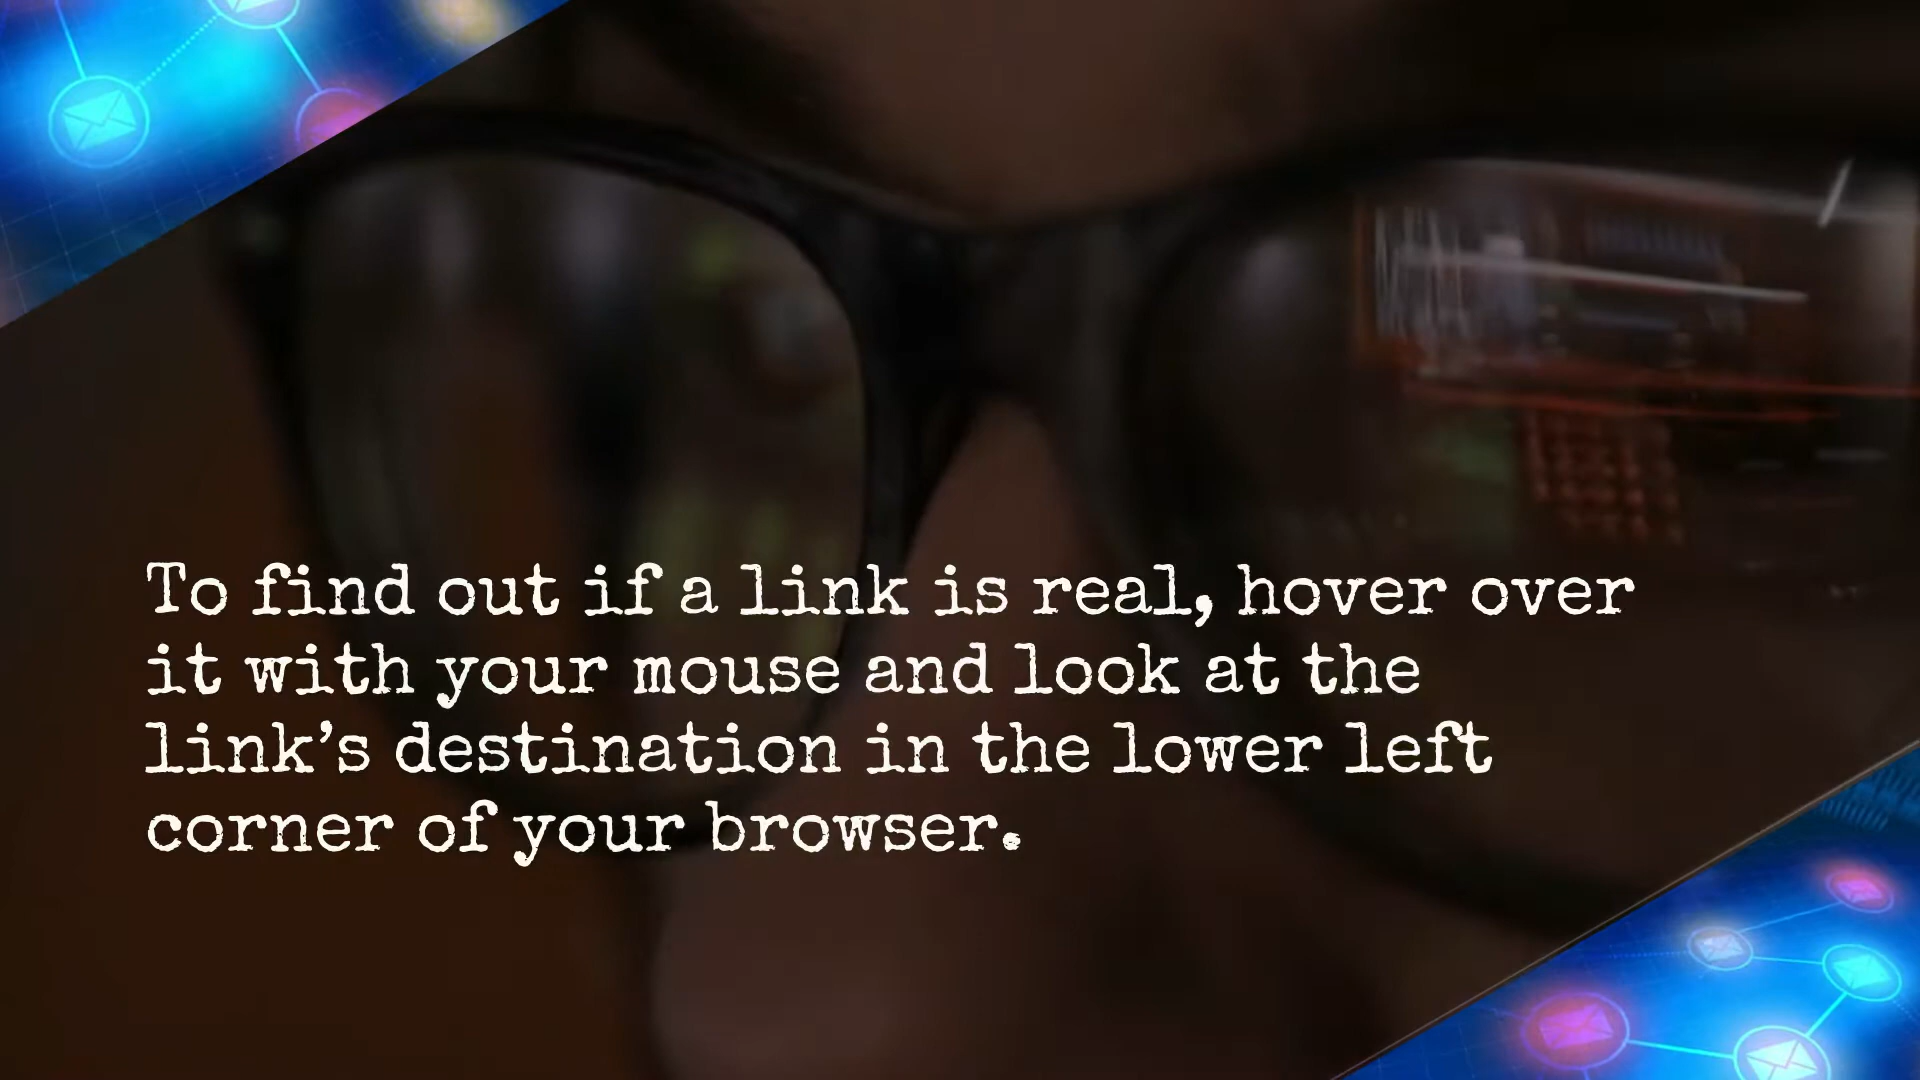 To find out if a link is real, hover over
it with your mouse and look at the
link’s destination in the lower left
corner of your browser.